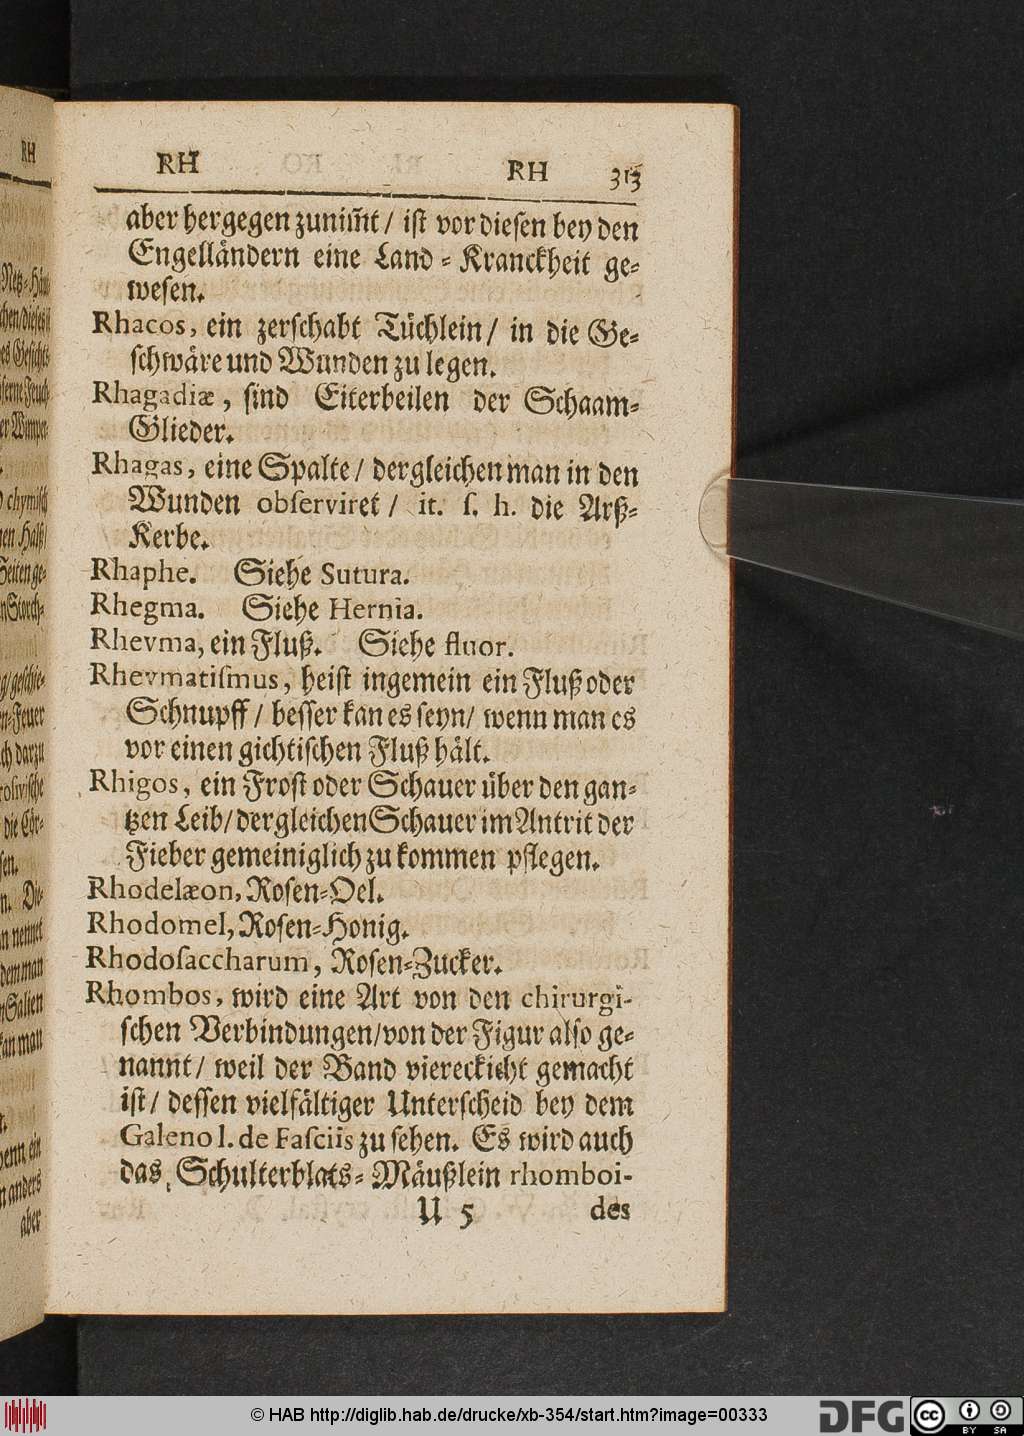 RH RH 313
aber hergegen zunim̃t / ist vor diesen bey den
Engelländern eine Land-Kranckheit ge-
wesen.
Rhacos, ein zerschabt Tüchlein / in die Ge-
schwäre und Wunden zu legen.
Rhagadiæ, sind Eiterbeilen der Schaam-
Glieder.
Rhagas, eine Spalte / dergleichen man in den
Wunden obſerviret / it. ſ. h. die Arß-
Kerbe.
Rhaphe. Siehe Sutura.
Rhegma. Siehe Hernia.
Rhevma, ein Fluß. Siehe fluor.
Rhevmatiſmus, heist ingemein ein Fluß oder
Schnupff / besser kan es seyn / wenn man es
vor einen gichtischen Fluß hält.
Rhigos, ein Frost oder Schauer über den gan-
tzen Leib / dergleichen Schauer im Antrit der
Fieber gemeiniglich zu kommen pflegen.
Rhodelæon, Rosen-Oel.
Rhodomel, Rosen-Honig.
Rhodoſaccharum, Rosen-Zucker.
Rhombos, wird eine Art von den chirurgi-
schen Verbindungen / von der Figur also ge-
nannt / weil der Band viereckicht gemacht
ist / dessen vielfältiger Unterscheid bey dem
Galeno l. de Faſciis zu sehen. Es wird auch
das Schulterblats-Mäußlein rhomboi-
U 5 des
RH
aber
© HAB http://diglib.hab.de/drucke/xb-354/start.htm?image=00333
DFG
cc
BY SA